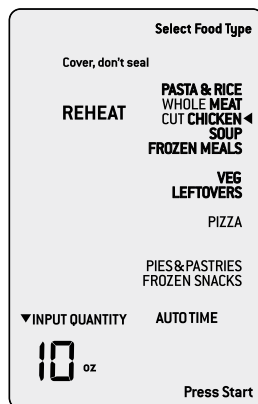 Select Food Type
Cover, don't seal
REHEAT
PASTA & RICE
WHOLE MEAT
CUT CHICKEN◄
SOUP
FROZEN MEALS
VEG
LEFTOVERS
PIZZA
PIES & PASTRIES
FROZEN SNACKS
▼INPUT QUANTITY AUTO TIME
10 oz
Press Start